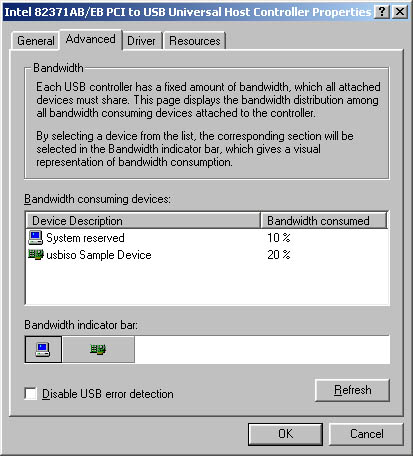 Intel 82371AB/EB PCI to USB Universal Host Controller Properties
General Advanced Driver Resources
Bandwidth
Each USB controller has a fixed amount of bandwidth, which all attached
devices must share. This page displays the bandwidth distribution among
all bandwidth consuming devices attached to the controller.
By selecting a device from the list, the corresponding section will be
selected in the Bandwidth indicator bar, which gives a visual
representation of bandwidth consumption.
Bandwidth consuming devices:
Device Description Bandwidth consumed
System reserved 10 %
usbiso Sample Device 20 %
Bandwidth indicator bar:
Disable USB error detection
Refresh
OK Cancel